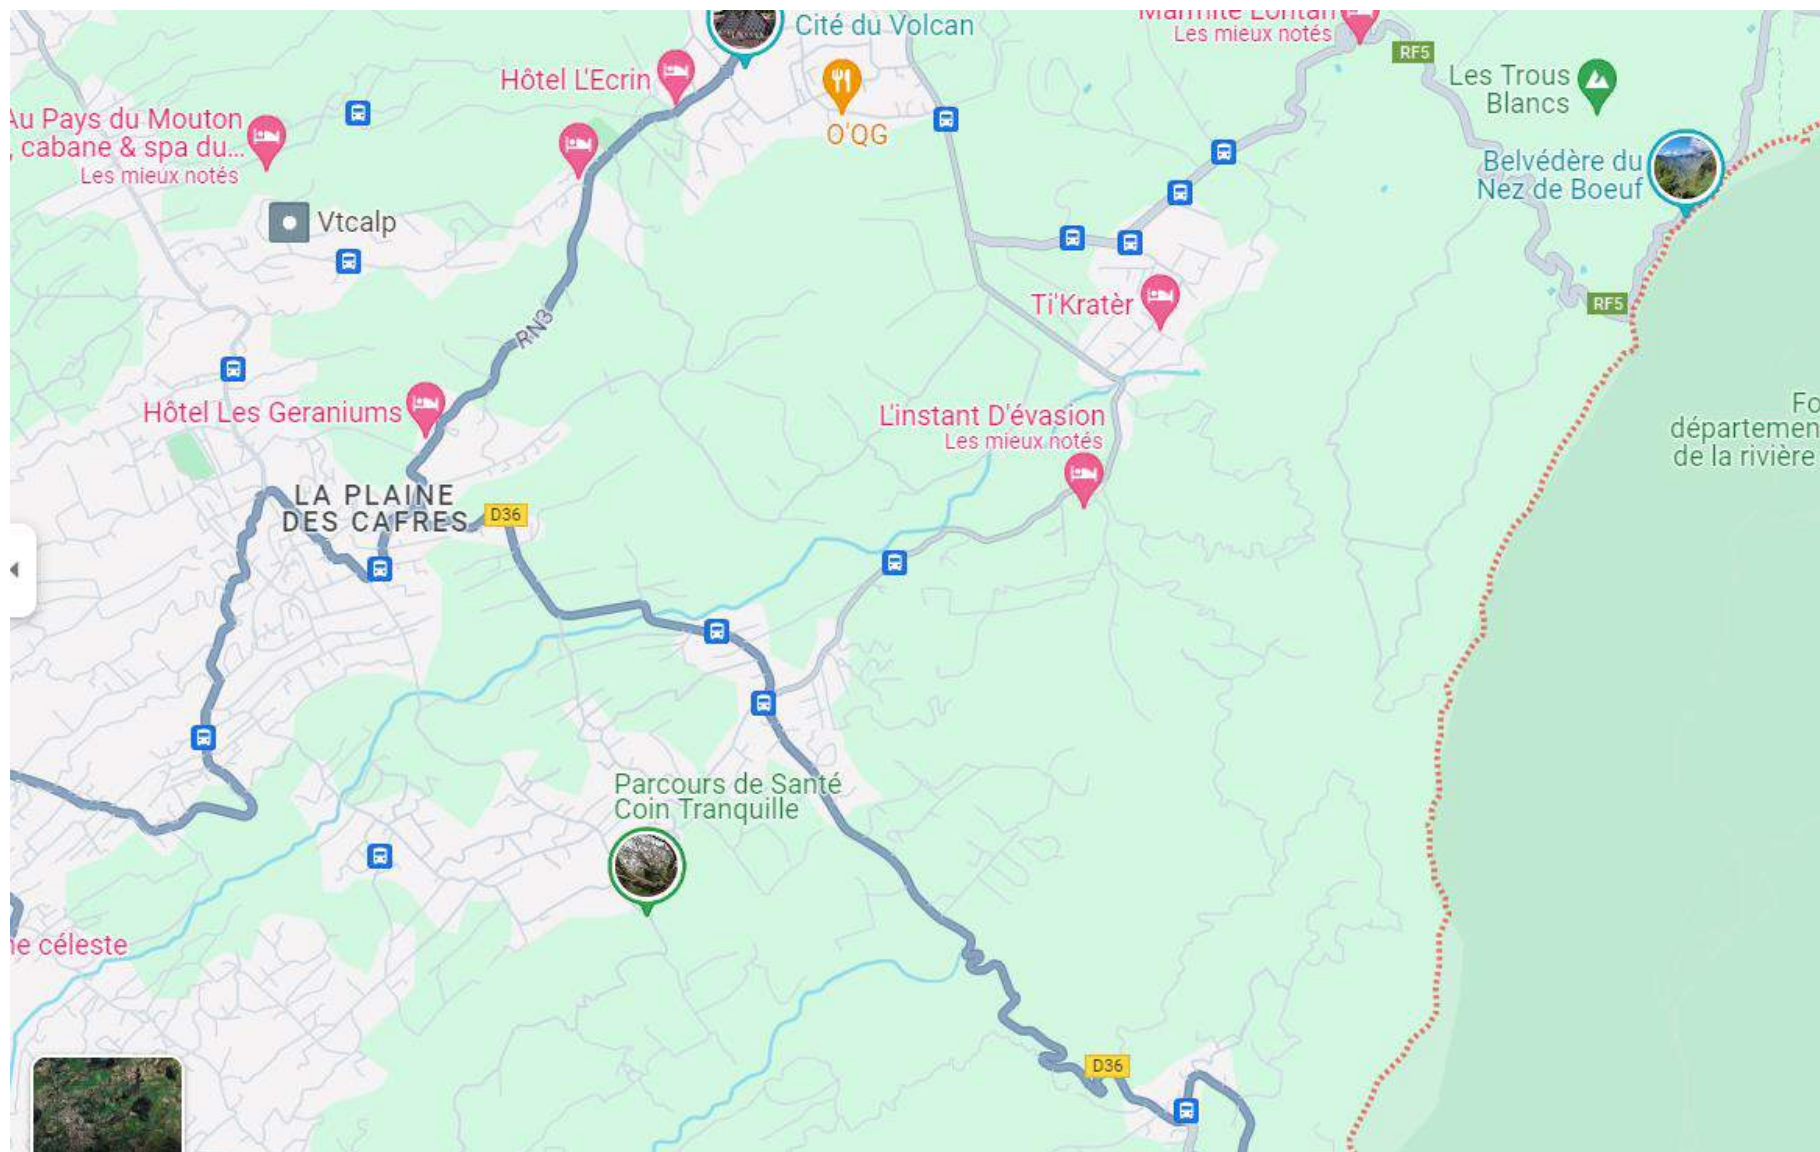 Cité du Volcan
Les mieux notés
RF5
Les Trous
Blancs
Hôtel L'Ecrin
O'QG
Au Pays du Mouton
, cabane & spa du...
Les mieux notés
Belvédère du
Nez de Boeuf
Vtcalp
RN3
Ti'Kratèr
RF5
Hôtel Les Geraniums
L'instant D'évasion
Les mieux notés
Fo
départemen
de la rivière
LA PLAINE
DES CAFRES
D36
Parcours de Santé
Coin Tranquille
ne céleste
D36